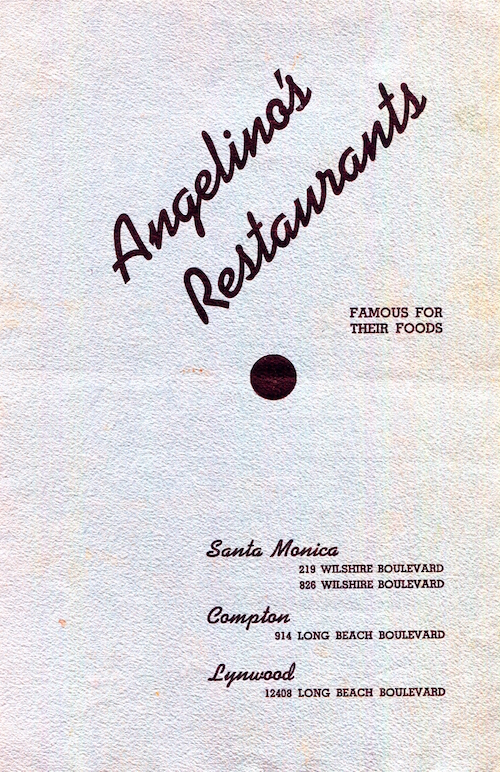 Angelino's
Restaurants
FAMOUS FOR
THEIR FOODS
Santa Monica
219 WILSHIRE BOULEVARD
826 WILSHIRE BOULEVARD
Compton
914 LONG BEACH BOULEVARD
Lynwood
12408 LONG BEACH BOULEVARD